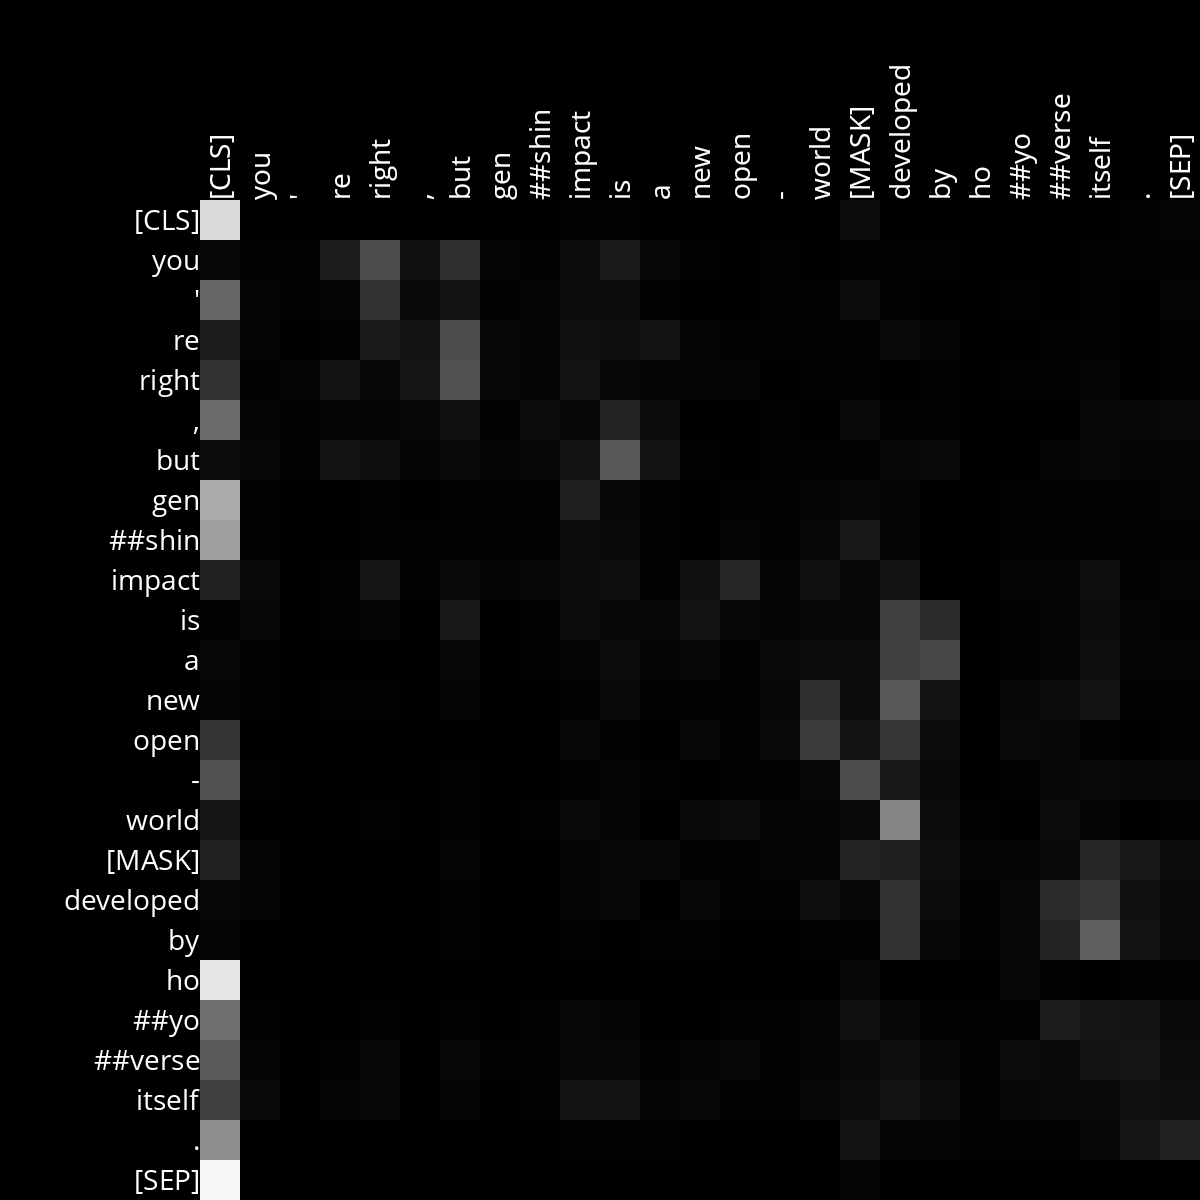 [CLS] you ' re right , but gen ##shin impact is a new open - world [MASK] developed by ho ##yo ##verse itself . [SEP]
[CLS]
you
'
re
right
,
but
gen
##shin
impact
is
a
new
open
-
world
[MASK]
developed
by
ho
##yo
##verse
itself
.
[SEP]